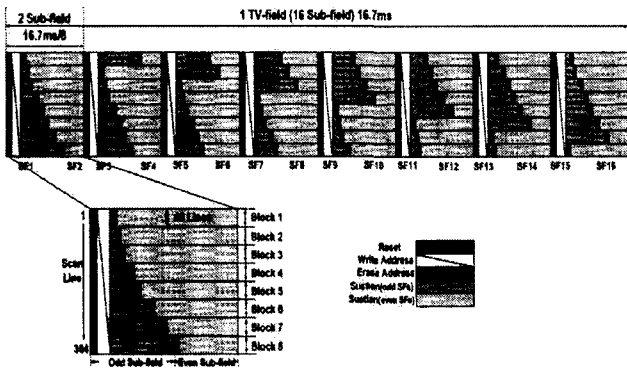 2 Sub-field
1 TV-field (16 Sub-field) 16.7ms
16.7ms/8
SF1 SF2 SF3 SF4 SF5 SF6 SF7 SF8 SF9 SF10 SF11 SF12 SF13 SF14 SF15 SF16
1
Block 1
Block 2
Block 3
Scan
Line
Block 4
Block 5
Block 6
Block 7
Block 8
Odd Sub-field
Even Sub-field
Reset
Write Address
Erase Address
Sustian(odd SFs)
Sustian(even SFs)